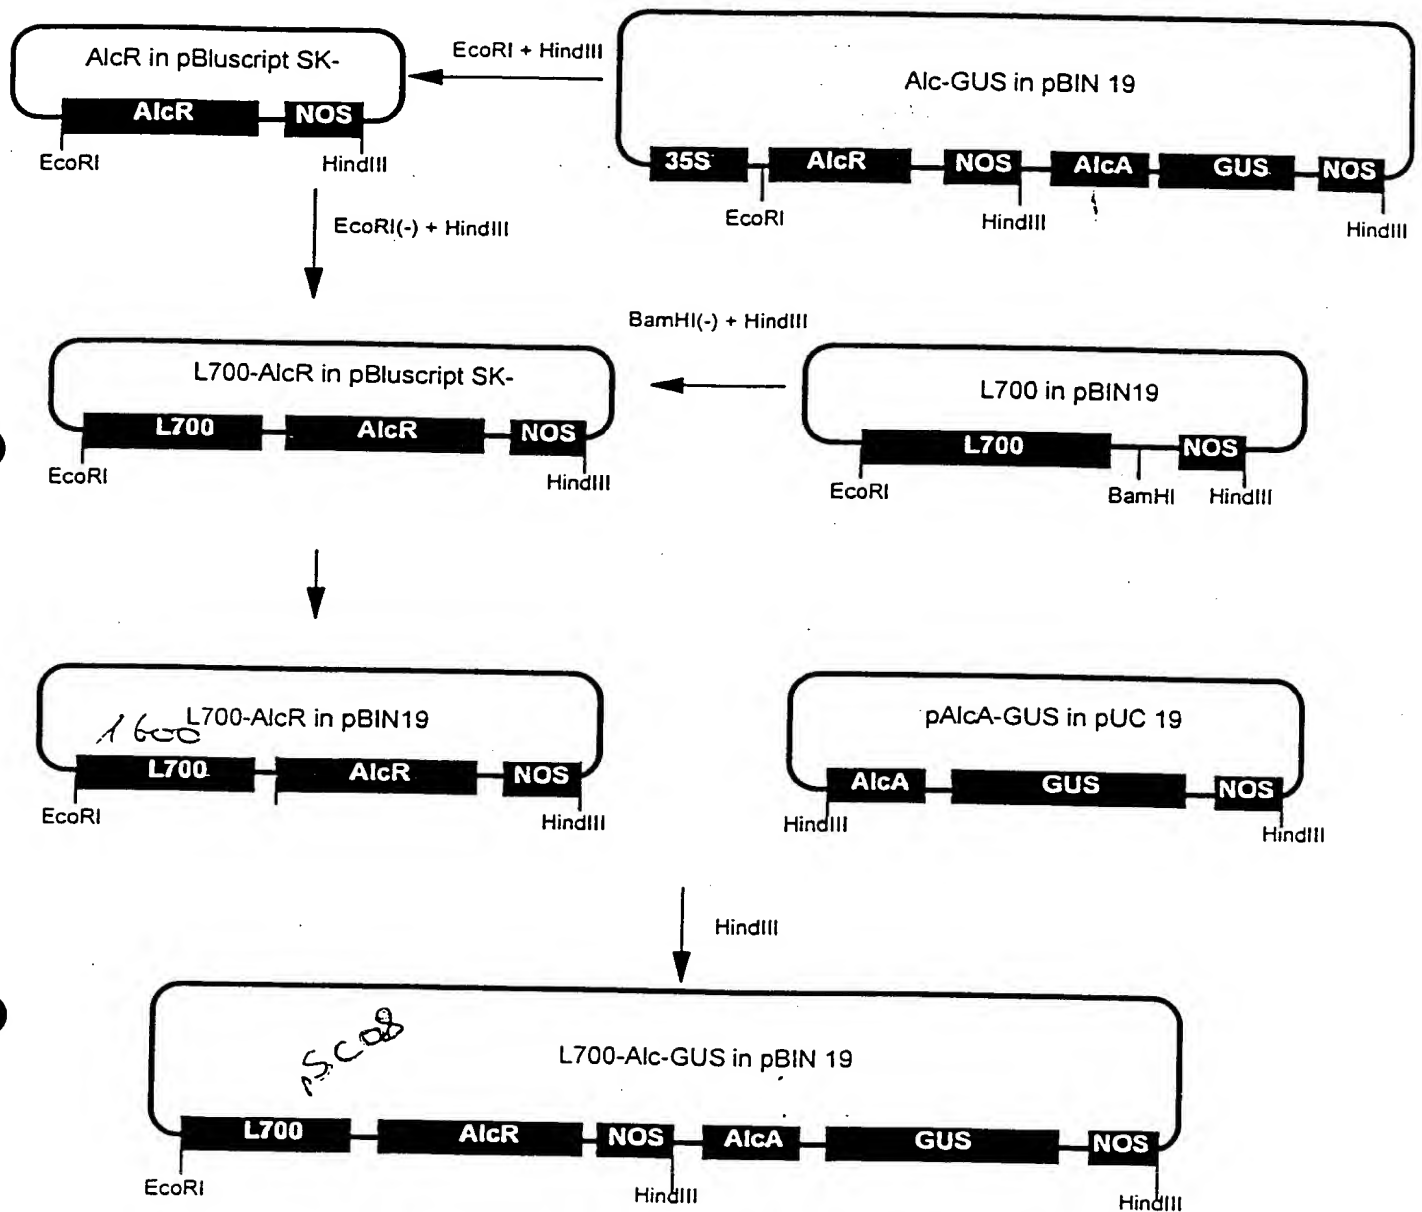 AlcR in pBluscript SK-
AlcR NOS
EcoRI HindIII
EcoRI + HindIII
Alc-GUS in pBIN 19
35S AlcR NOS AlcA GUS NOS
EcoRI HindIII HindIII
EcoRI(-) + HindIII
BamHI(-) + HindIII
L700-AlcR in pBluscript SK-
L700 AlcR NOS
EcoRI HindIII
L700 in pBIN19
L700 NOS
EcoRI BamHI HindIII
L700-AlcR in pBIN19
1600
L700 AlcR NOS
EcoRI HindIII
pAlcA-GUS in pUC 19
AlcA GUS NOS
HindIII HindIII
HindIII
pSC08
L700-Alc-GUS in pBIN 19
L700 AlcR NOS AlcA GUS NOS
EcoRI HindIII HindIII